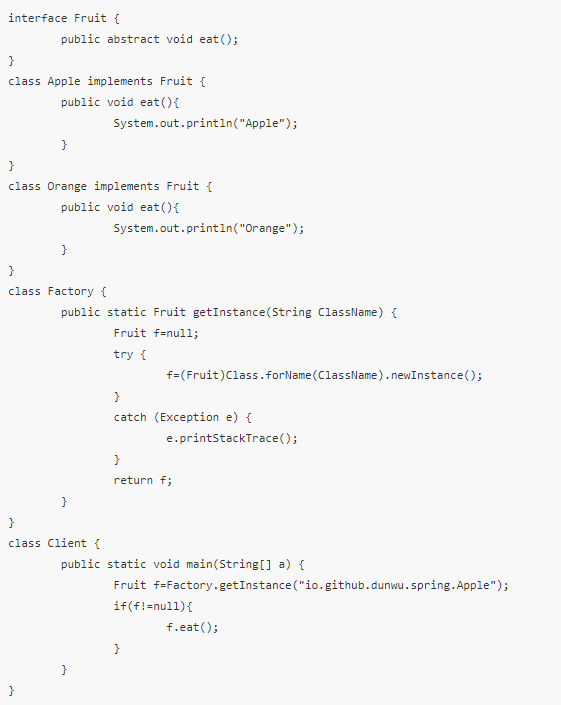 interface Fruit {
        public abstract void eat();
}
class Apple implements Fruit {
        public void eat(){
                System.out.println("Apple");
        }
}
class Orange implements Fruit {
        public void eat(){
                System.out.println("Orange");
        }
}
class Factory {
        public static Fruit getInstance(String ClassName) {
                Fruit f=null;
                try {
                        f=(Fruit)Class.forName(ClassName).newInstance();
                }
                catch (Exception e) {
                        e.printStackTrace();
                }
                return f;
        }
}
class Client {
        public static void main(String[] a) {
                Fruit f=Factory.getInstance("io.github.dunwu.spring.Apple");
                if(f!=null){
                        f.eat();
                }
        }
}